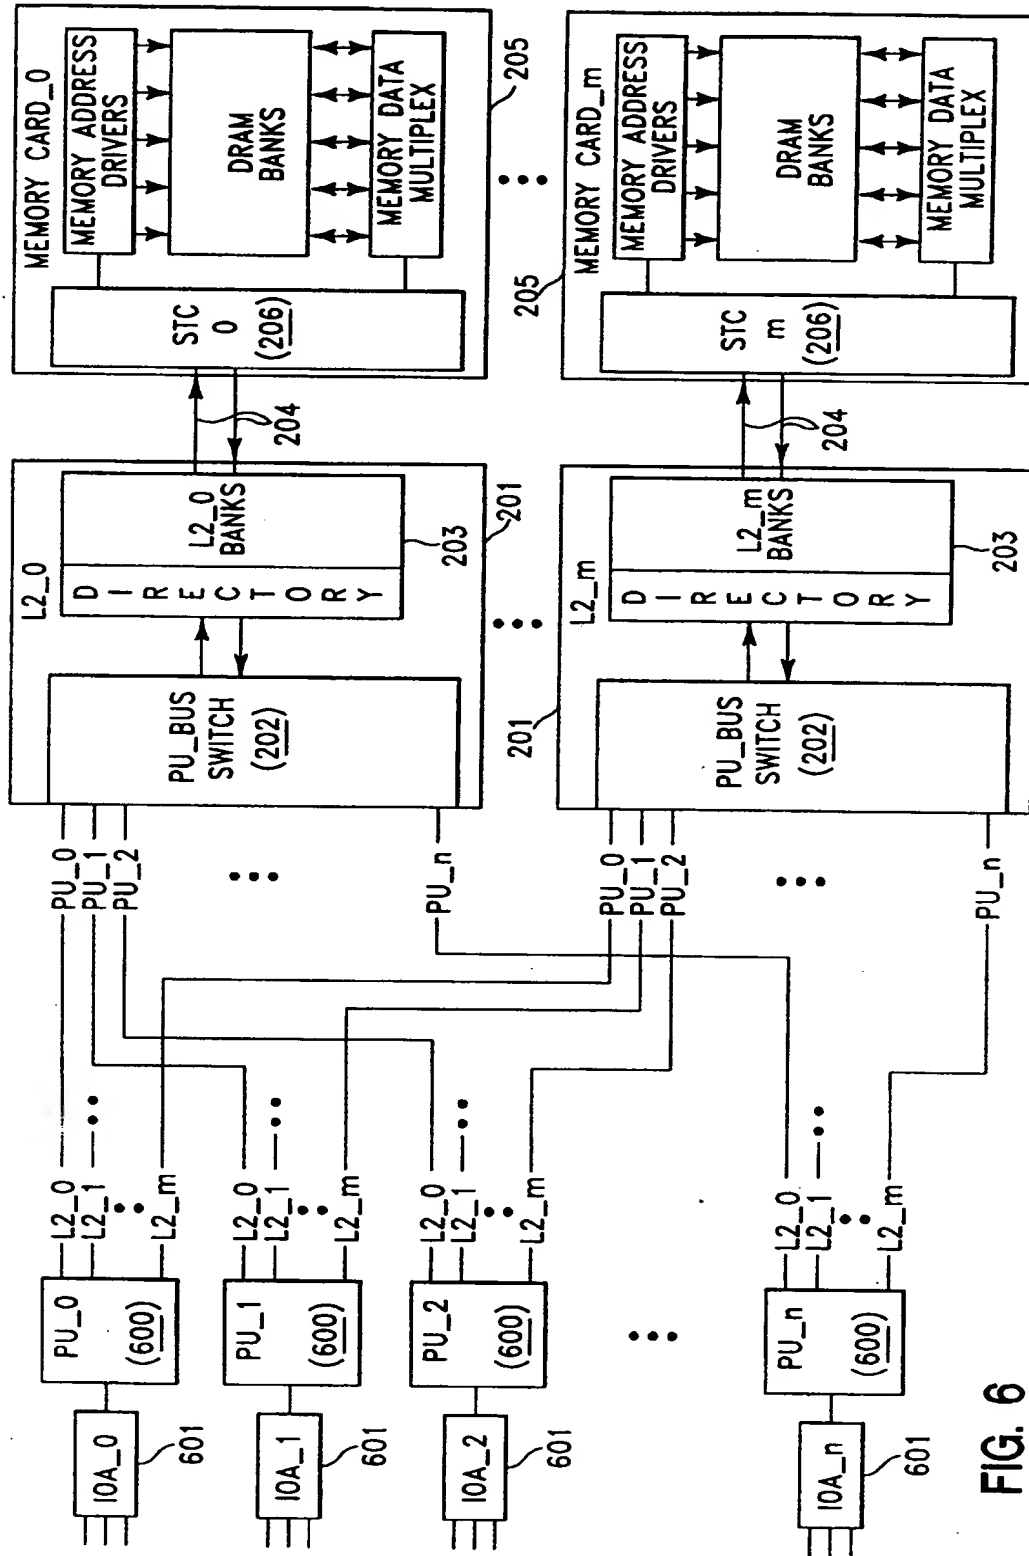 IOA_0
601
PU_0
(600)
L2_0
L2_1
L2_m
IOA_1
601
PU_1
(600)
L2_0
L2_1
L2_m
IOA_2
601
PU_2
(600)
L2_0
L2_1
L2_m
IOA_n
601
PU_n
(600)
L2_0
L2_1
L2_m
PU_0
PU_1
PU_2
PU_n
L2_0
PU_BUS
SWITCH
(202)
DIRECTORY
L2_0
BANKS
203
201
204
MEMORY CARD_0
STC
0
(206)
MEMORY ADDRESS
DRIVERS
DRAM
BANKS
MEMORY DATA
MULTIPLEX
205
PU_0
PU_1
PU_2
PU_n
201
L2_m
PU_BUS
SWITCH
(202)
DIRECTORY
L2_m
BANKS
203
204
205
MEMORY CARD_m
STC
m
(206)
MEMORY ADDRESS
DRIVERS
DRAM
BANKS
MEMORY DATA
MULTIPLEX
FIG. 6